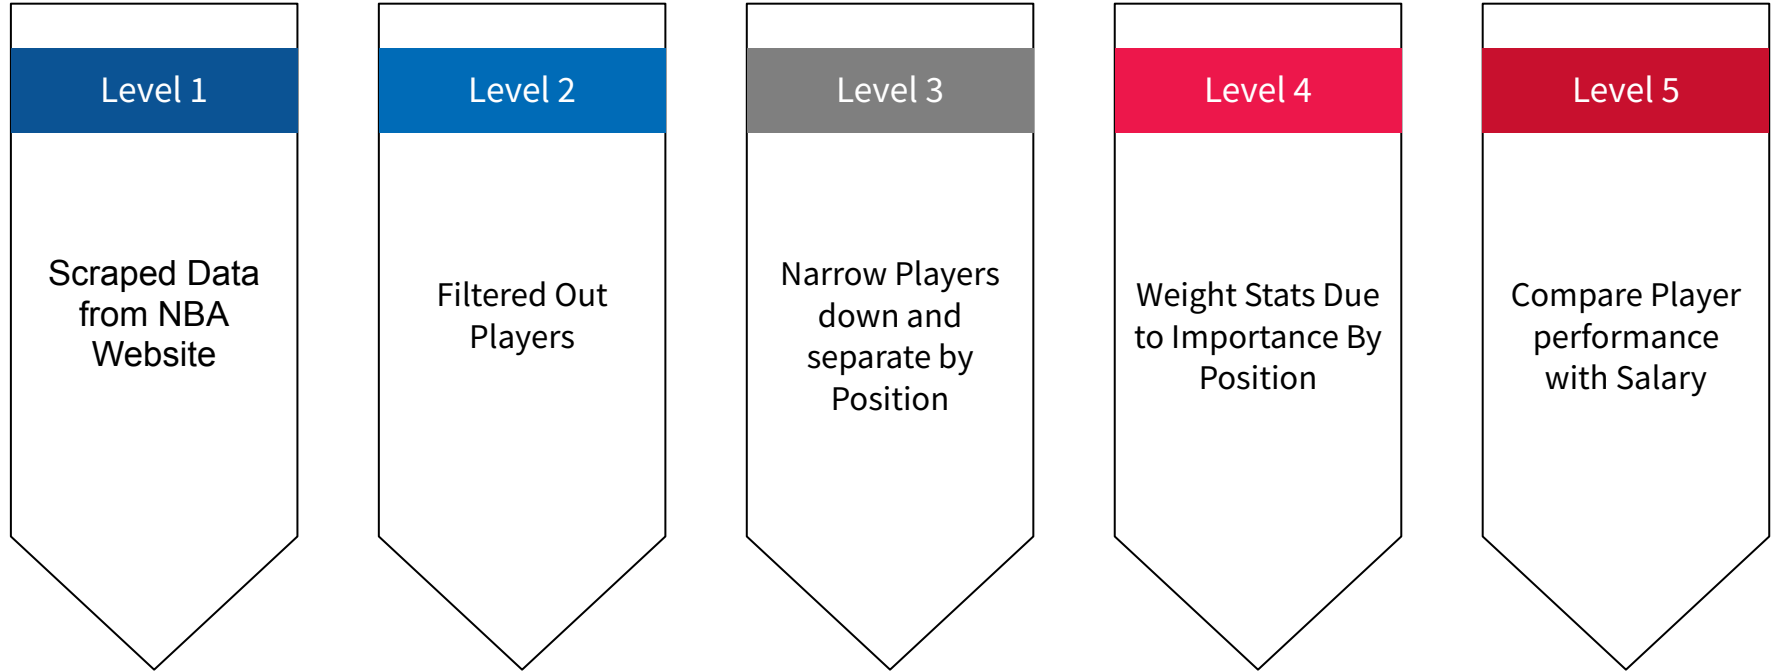 Level 1
Scraped Data
from NBA
Website
Level 2
Filtered Out
Players
Level 3
Narrow Players
down and
separate by
Position
Level 4
Weight Stats Due
to Importance By
Position
Level 5
Compare Player
performance
with Salary